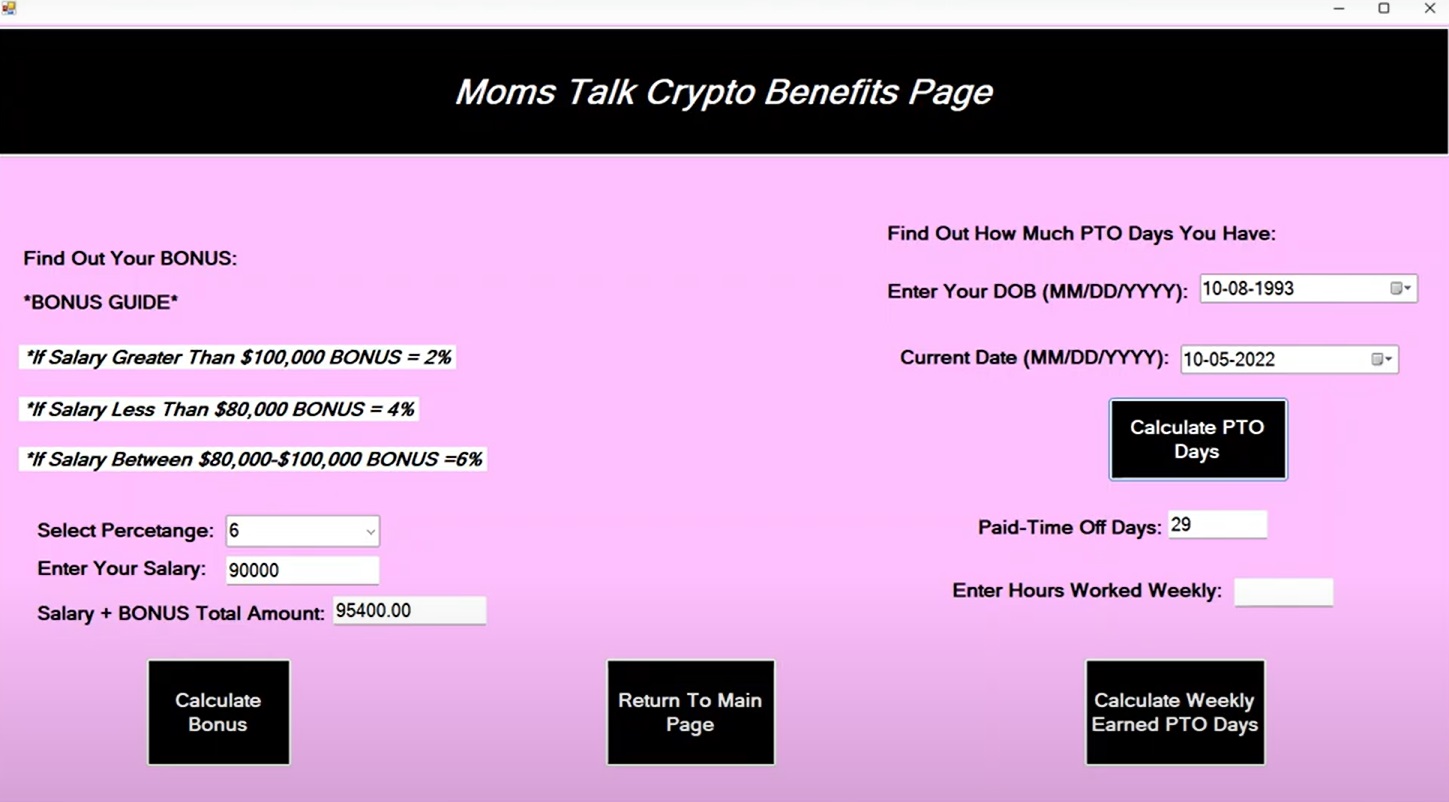 Moms Talk Crypto Benefits Page
Find Out Your BONUS:
*BONUS GUIDE*
*If Salary Greater Than $100,000 BONUS = 2%
*If Salary Less Than $80,000 BONUS = 4%
*If Salary Between $80,000-$100,000 BONUS =6%
Select Percetange: 6
Enter Your Salary: 90000
Salary + BONUS Total Amount: 95400.00
Calculate
Bonus
Return To Main
Page
Find Out How Much PTO Days You Have:
Enter Your DOB (MM/DD/YYYY): 10-08-1993
Current Date (MM/DD/YYYY): 10-05-2022
Calculate PTO
Days
Paid-Time Off Days: 29
Enter Hours Worked Weekly:
Calculate Weekly
Earned PTO Days